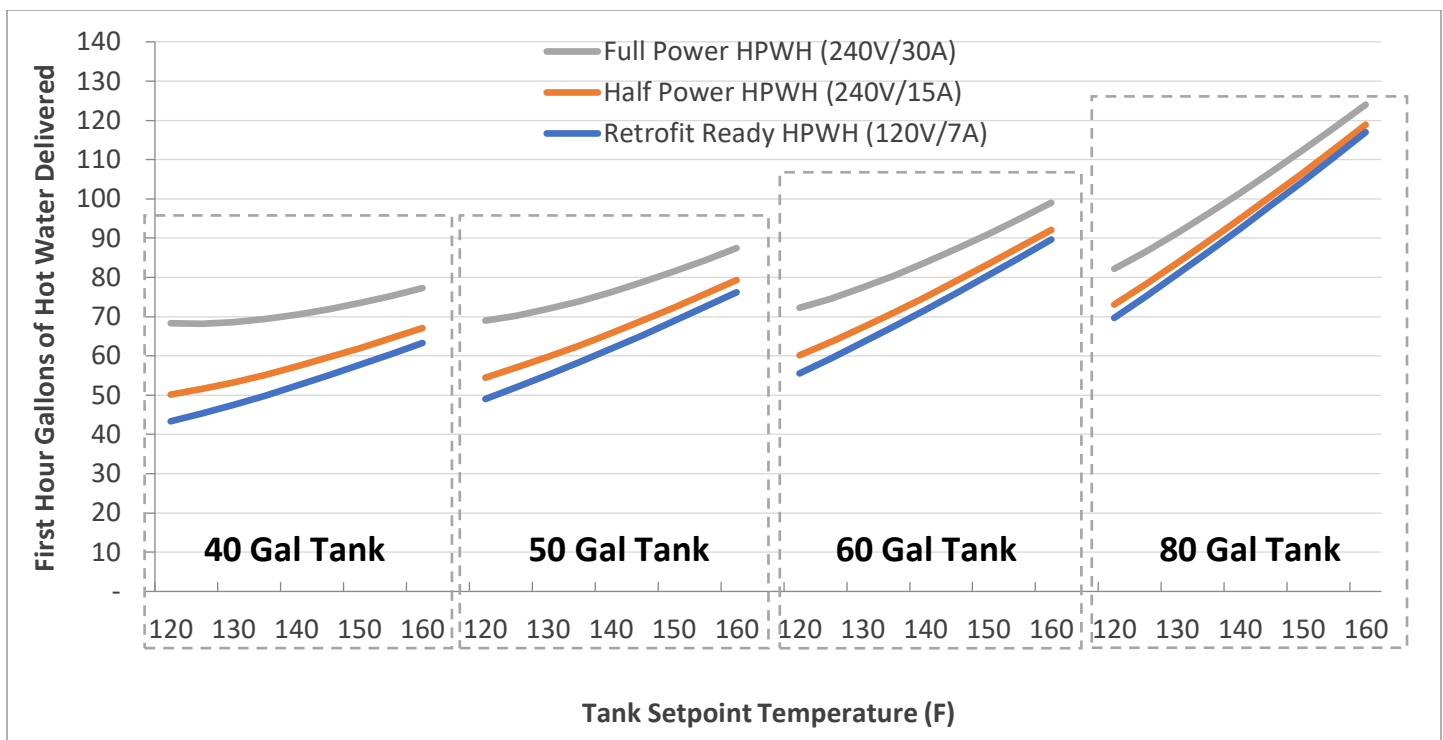 First Hour Gallons of Hot Water Delivered
140
130
120
110
100
90
80
70
60
50
40
30
20
10
-
Full Power HPWH (240V/30A)
Half Power HPWH (240V/15A)
Retrofit Ready HPWH (120V/7A)
40 Gal Tank 50 Gal Tank 60 Gal Tank 80 Gal Tank
120 130 140 150 160 120 130 140 150 160 120 130 140 150 160 120 130 140 150 160
Tank Setpoint Temperature (F)